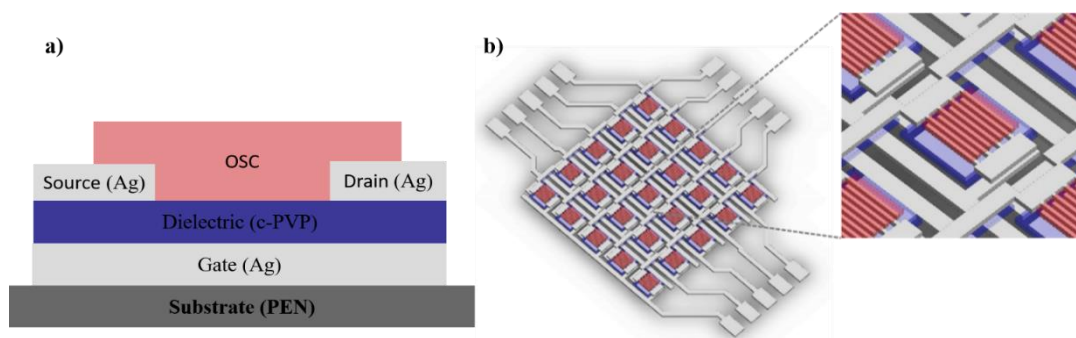 a)
b)
OSC
Source (Ag)
Drain (Ag)
Dielectric (c-PVP)
Gate (Ag)
Substrate (PEN)